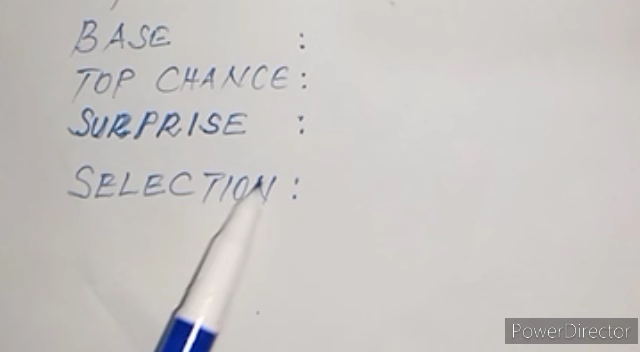 BASE :
TOP CHANCE :
SURPRISE :
SELECTION :
PowerDirector